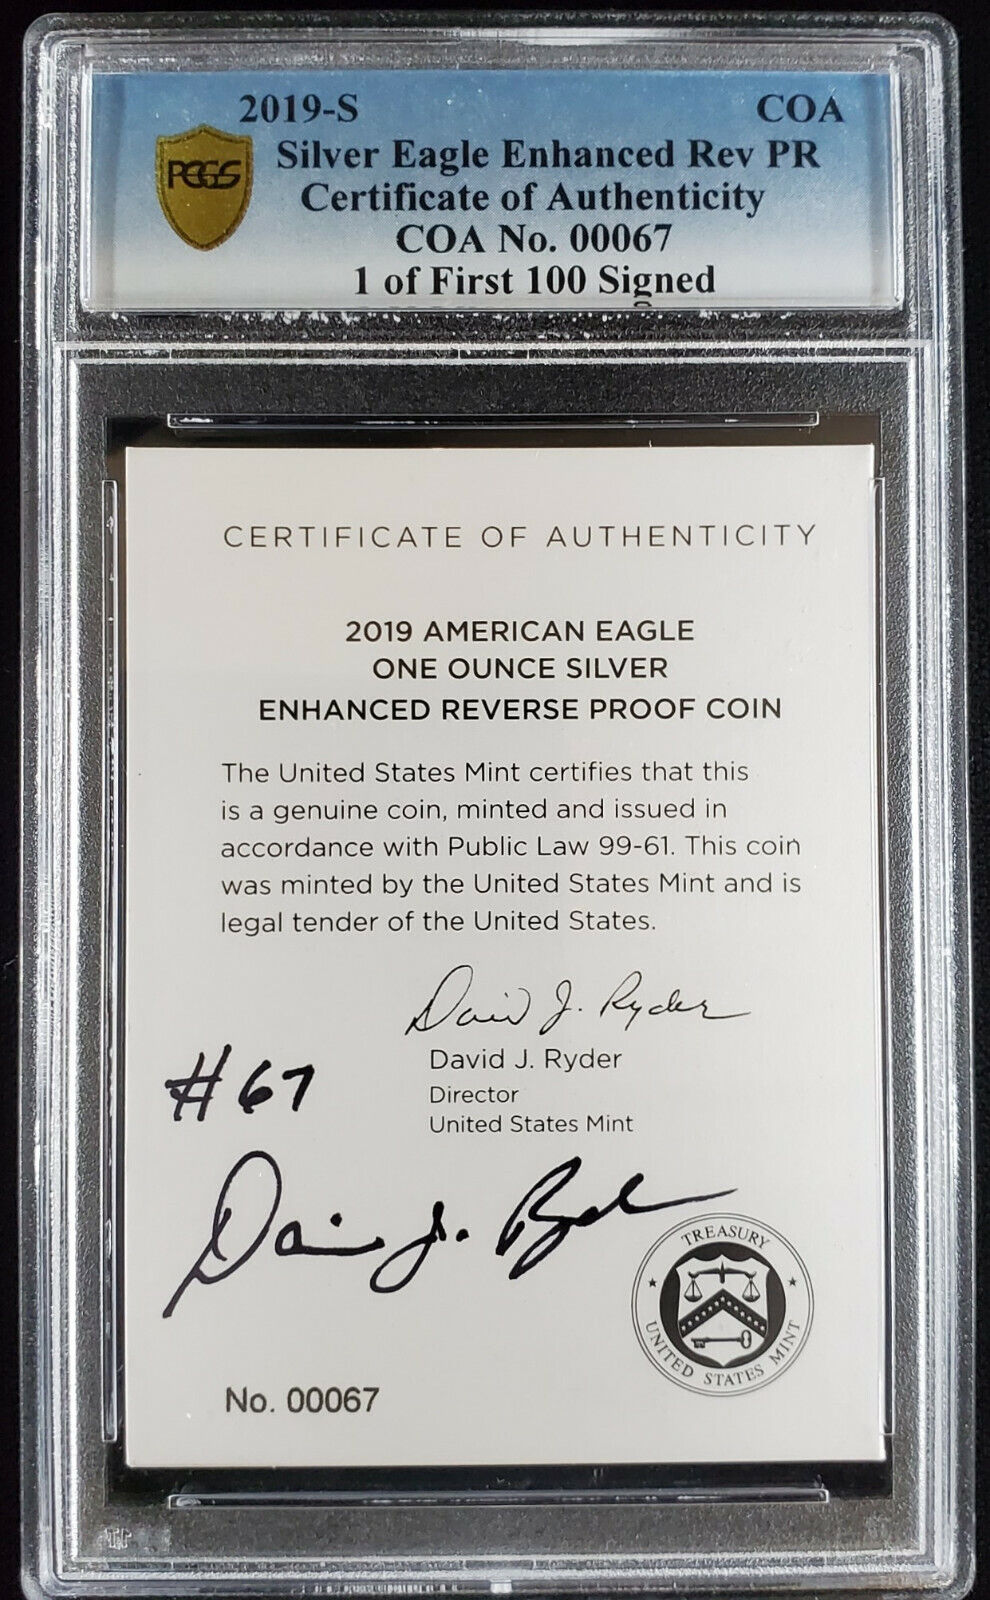 2019-S COA
PCGS
Silver Eagle Enhanced Rev PR
Certificate of Authenticity
COA No. 00067
1 of First 100 Signed
CERTIFICATE OF AUTHENTICITY
2019 AMERICAN EAGLE
ONE OUNCE SILVER
ENHANCED REVERSE PROOF COIN
The United States Mint certifies that this
is a genuine coin, minted and issued in
accordance with Public Law 99-61. This coin
was minted by the United States Mint and is
legal tender of the United States.
David J. Ryder
David J. Ryder
Director
United States Mint
#67
David J. Ryder
TREASURY
UNITED STATES MINT
No. 00067